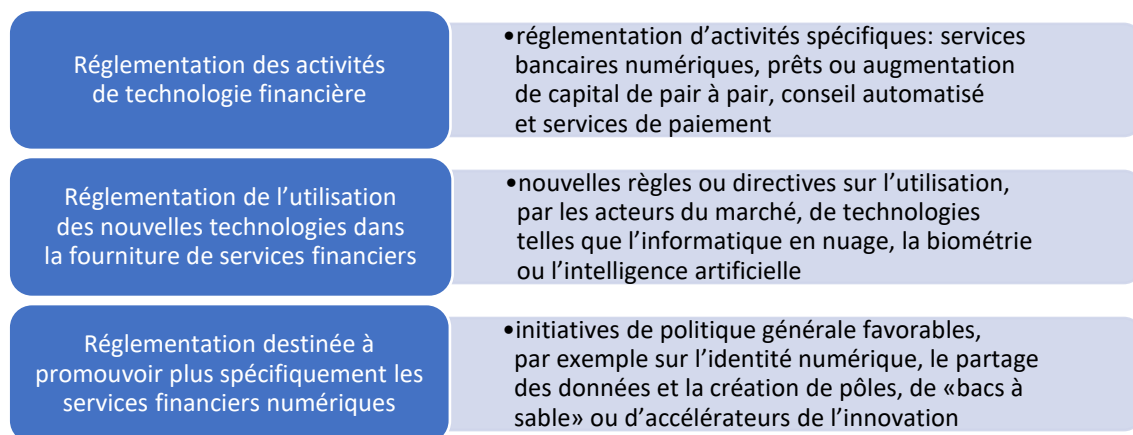 Réglementation des activités
de technologie financière
•réglementation d’activités spécifiques: services
bancaires numériques, prêts ou augmentation
de capital de pair à pair, conseil automatisé
et services de paiement
Réglementation de l’utilisation
des nouvelles technologies dans
la fourniture de services financiers
•nouvelles règles ou directives sur l’utilisation,
par les acteurs du marché, de technologies
telles que l’informatique en nuage, la biométrie
ou l’intelligence artificielle
Réglementation destinée à
promouvoir plus spécifiquement les
services financiers numériques
•initiatives de politique générale favorables,
par exemple sur l’identité numérique, le partage
des données et la création de pôles, de «bacs à
sable» ou d’accélérateurs de l’innovation